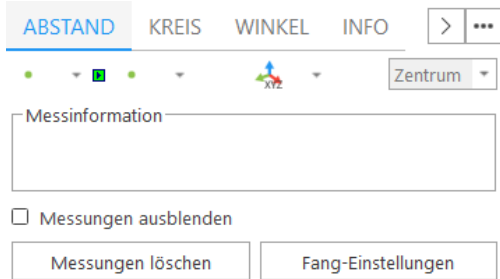 ABSTAND KREIS WINKEL INFO
XYZ Zentrum
Messinformation
Messungen ausblenden
Messungen löschen Fang-Einstellungen